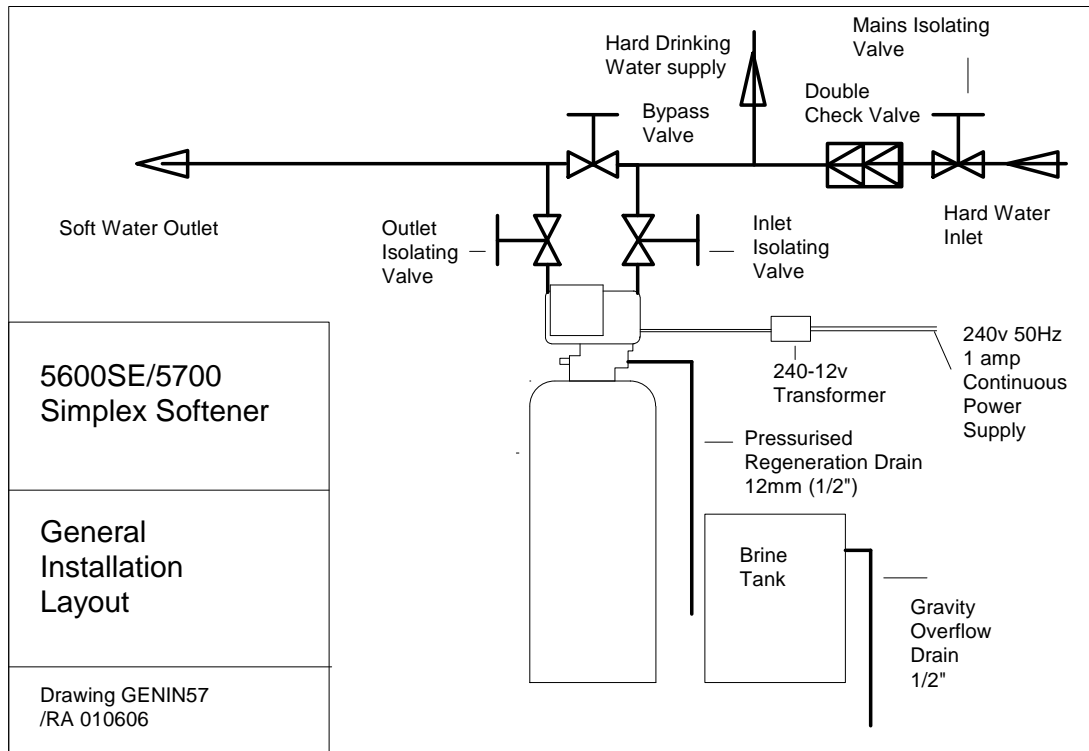 Mains Isolating
Valve
Hard Drinking
Water supply
Double
Check Valve
Bypass
Valve
Soft Water Outlet
Outlet
Isolating
Valve
Inlet
Isolating
Valve
Hard Water
Inlet
240-12v
Transformer
240v 50Hz
1 amp
Continuous
Power
Supply
5600SE/5700
Simplex Softener
Pressurised
Regeneration Drain
12mm (1/2")
General
Installation
Layout
Brine
Tank
Gravity
Overflow
Drain
1/2"
Drawing GENIN57
/RA 010606